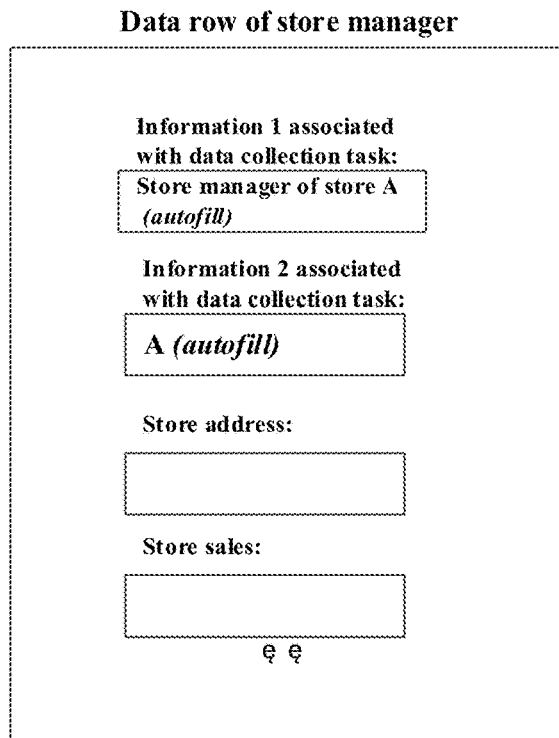 Data row of store manager
Information 1 associated
with data collection task:
Store manager of store A
(autofill)
Information 2 associated
with data collection task:
A (autofill)
Store address:
Store sales:
ę ę